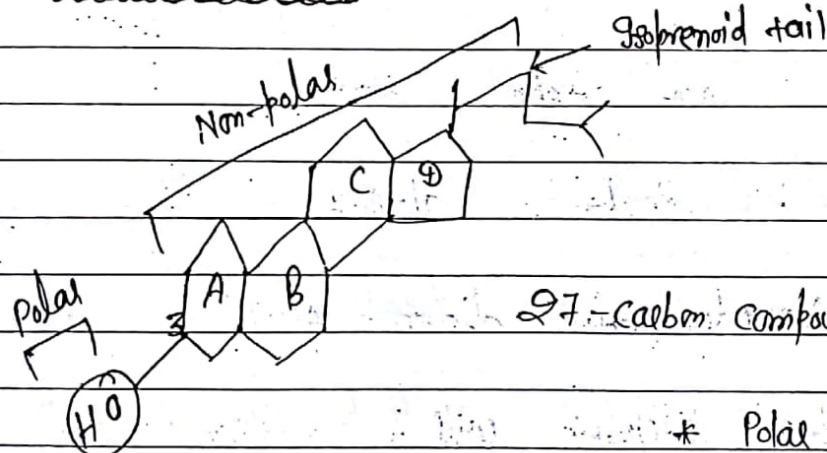 Isoprenoid tail
Non-polar
C D
A B
Polar
3
27-Carbon compo
HO
* Polar